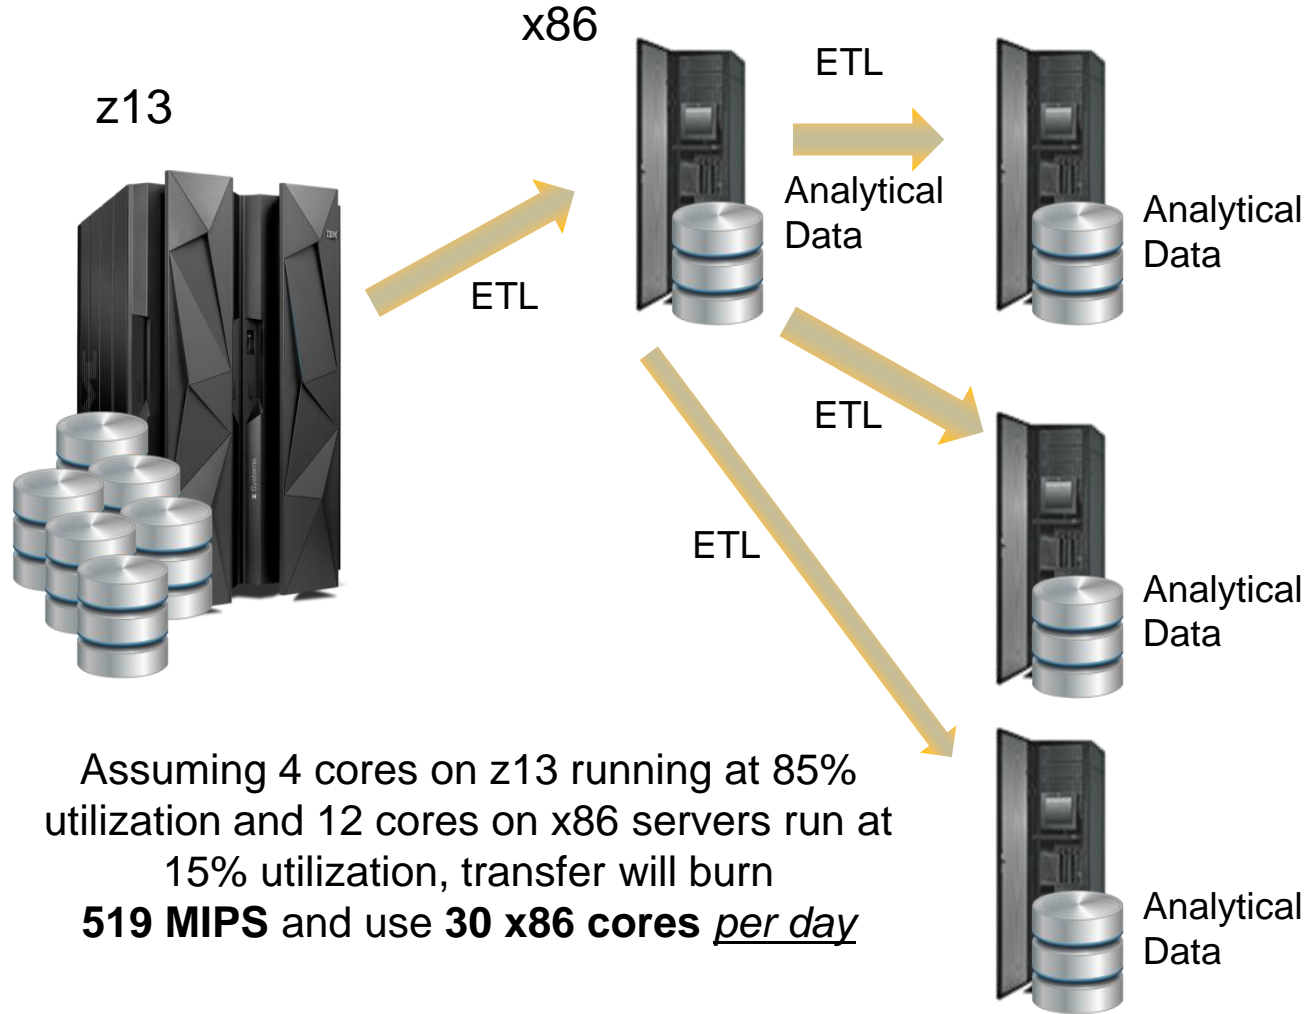 x86
z13
ETL
ETL
Analytical
Data
Analytical
Data
ETL
ETL
Analytical
Data
Analytical
Data
IBM
z Systems
Assuming 4 cores on z13 running at 85%
utilization and 12 cores on x86 servers run at
15% utilization, transfer will burn
519 MIPS and use 30 x86 cores per day